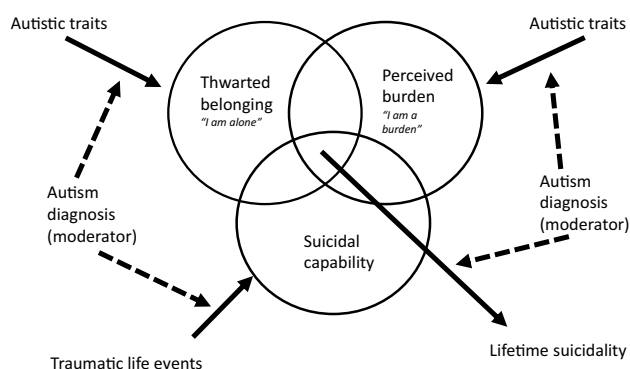 Autistic traits
Autistic traits
Thwarted
belonging
“I am alone”
Perceived
burden
“I am a
burden”
Autism
diagnosis
(moderator)
Autism
diagnosis
(moderator)
Suicidal
capability
Traumatic life events
Lifetime suicidality